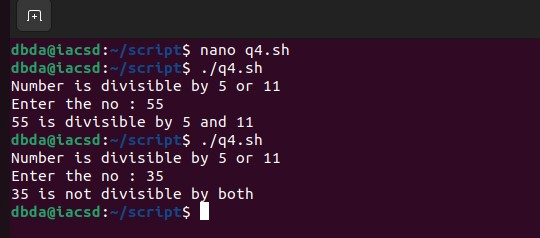 dbda@iacsd:~/script$ nano q4.sh
dbda@iacsd:~/script$ ./q4.sh
Number is divisible by 5 or 11
Enter the no : 55
55 is divisible by 5 and 11
dbda@iacsd:~/script$ ./q4.sh
Number is divisible by 5 or 11
Enter the no : 35
35 is not divisible by both
dbda@iacsd:~/script$